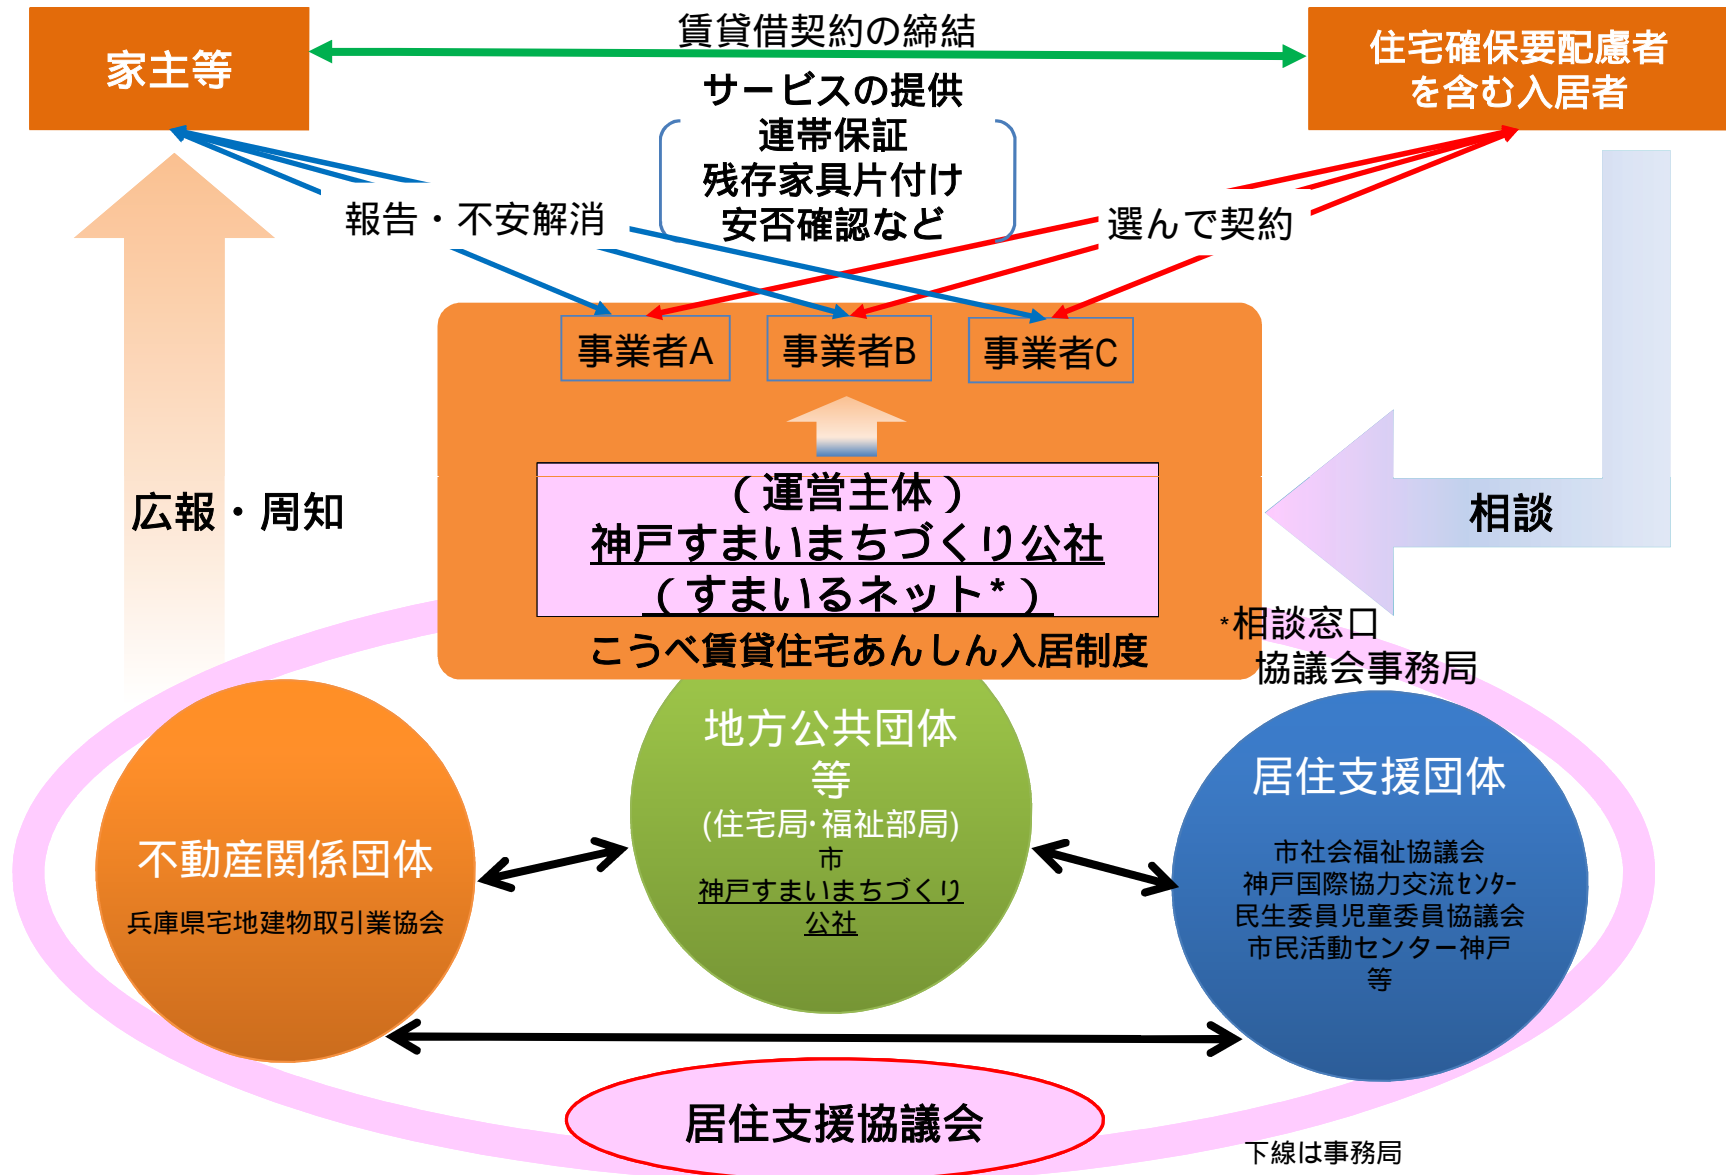 賃貸借契約の締結
家主等
住宅確保要配慮者
を含む入居者
サービスの提供
連帯保証
残存家具片付け
安否確認など
報告・不安解消
選んで契約
事業者A
事業者B
事業者C
広報・周知
（運営主体）
神戸すまいまちづくり公社
（すまいるネット*）
こうべ賃貸住宅あんしん入居制度
相談
*相談窓口
協議会事務局
不動産関係団体
兵庫県宅地建物取引業協会
地方公共団体
等
(住宅局・福祉部局)
市
神戸すまいまちづくり
公社
居住支援団体
市社会福祉協議会
神戸国際協力交流ｾﾝﾀｰ
民生委員児童委員協議会
市民活動センター神戸
等
居住支援協議会
下線は事務局